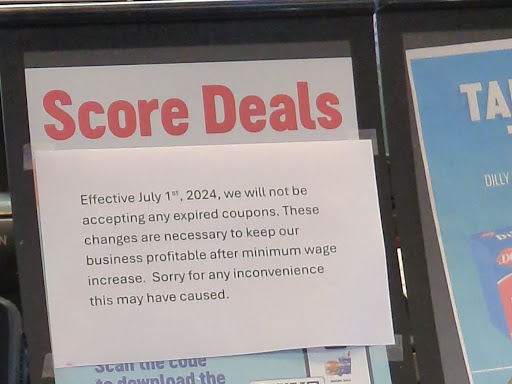 Score Deals
Effective July 1st, 2024, we will not be
accepting any expired coupons. These
changes are necessary to keep our
business profitable after minimum wage
increase.  Sorry for any inconvenience
this may have caused.
Scan the code
to download the
TA
DILLY